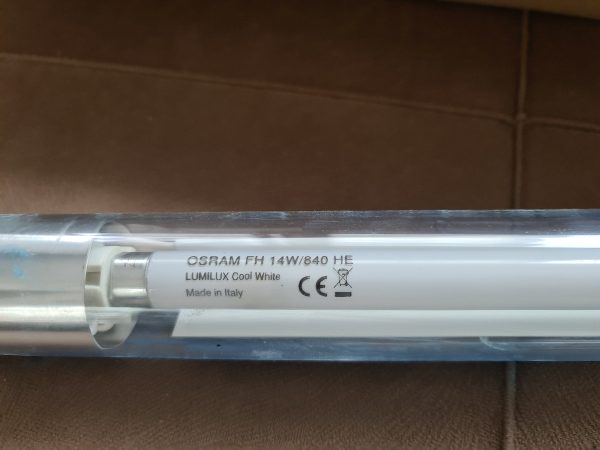 OSRAM FH 14W/840 HE
LUMILUX Cool White
Made in Italy
CE